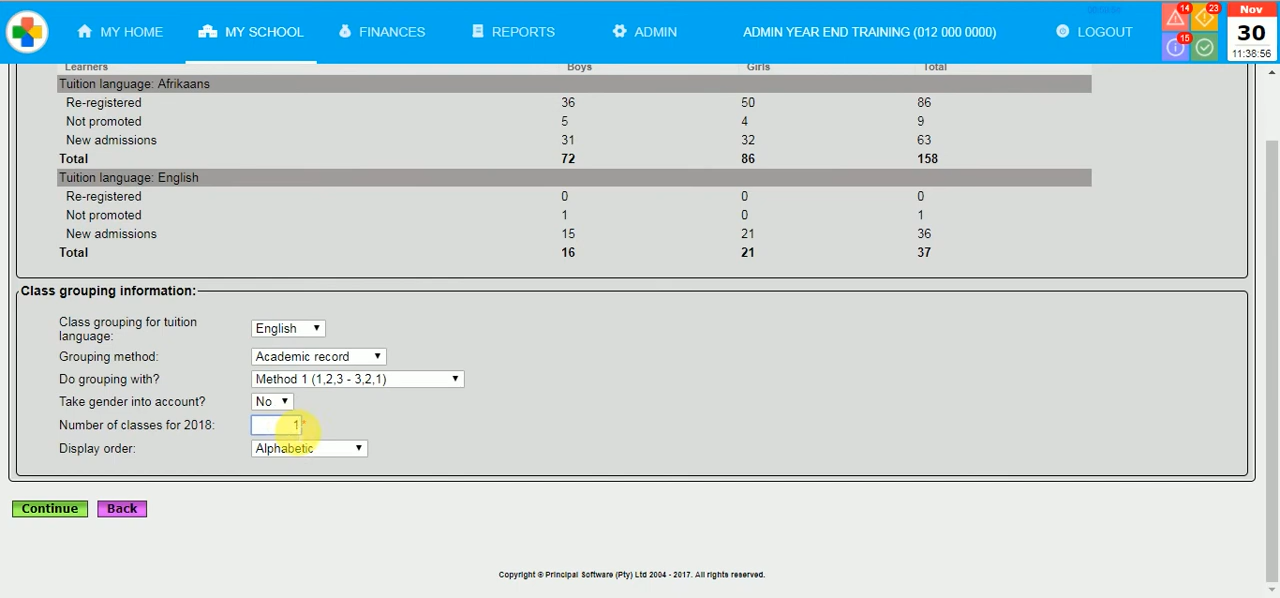 MY HOME
MY SCHOOL
FINANCES
REPORTS
ADMIN
ADMIN YEAR END TRAINING (012 000 0000)
LOGOUT
14
23
15
Nov
30
11:38:56
Learners Boys Girls Total
Tuition language: Afrikaans
Re-registered 36 50 86
Not promoted 5 4 9
New admissions 31 32 63
Total 72 86 158
Tuition language: English
Re-registered 0 0 0
Not promoted 1 0 1
New admissions 15 21 36
Total 16 21 37
Class grouping information:
Class grouping for tuition
language: English
Grouping method: Academic record
Do grouping with? Method 1 (1,2,3 - 3,2,1)
Take gender into account? No
Number of classes for 2018: 1
Display order: Alphabetic
Continue Back
Copyright © Principal Software (Pty) Ltd 2004 - 2017. All rights reserved.